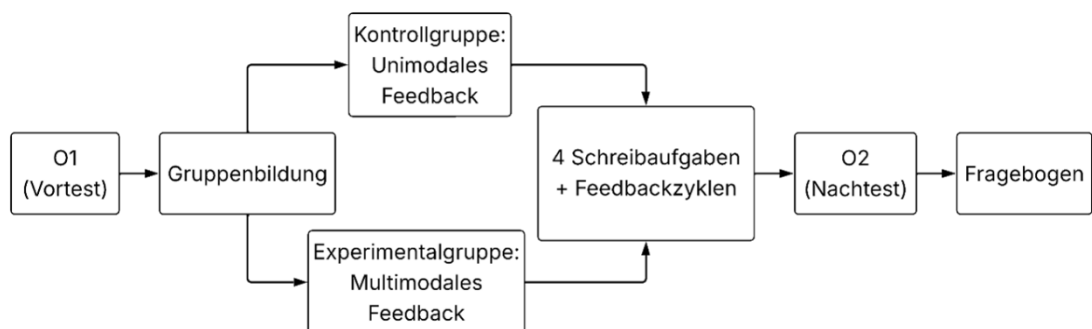 O1
(Vortest)
Gruppenbildung
Kontrollgruppe:
Unimodales
Feedback
Experimentalgruppe:
Multimodales
Feedback
4 Schreibaufgaben
+ Feedbackzyklen
O2
(Nachtest)
Fragebogen